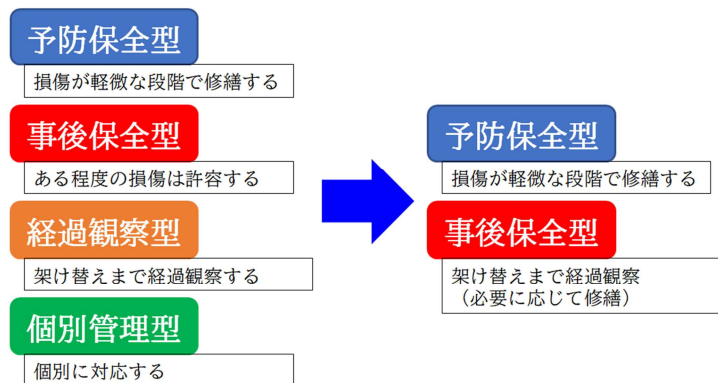 予防保全型
損傷が軽微な段階で修繕する
事後保全型
ある程度の損傷は許容する
経過観察型
架け替えまで経過観察する
個別管理型
個別に対応する
予防保全型
損傷が軽微な段階で修繕する
事後保全型
架け替えまで経過観察
（必要に応じて修繕）